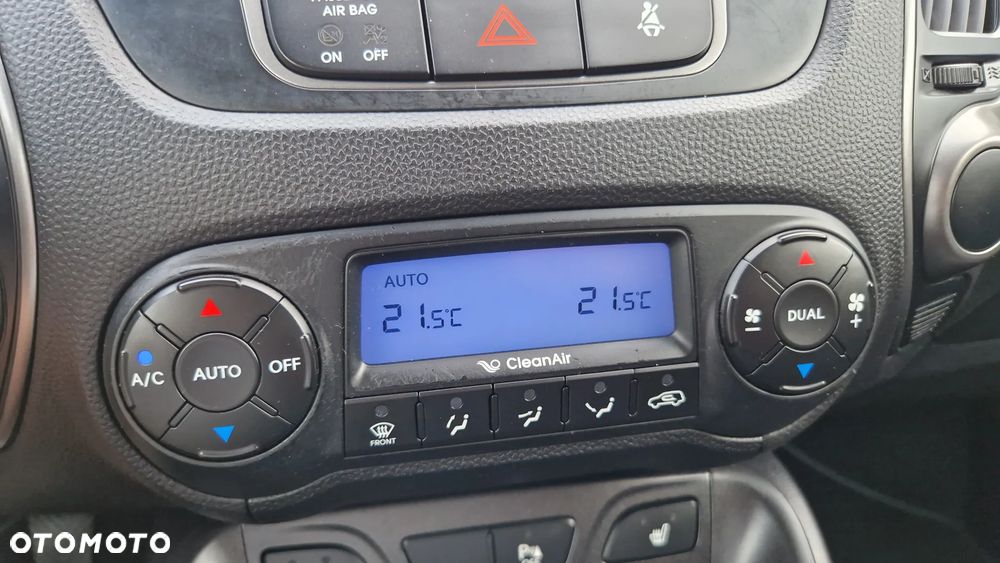 AIR BAG
ON OFF
AUTO
21.5°C 21.5°C
CleanAir
A/C AUTO OFF
DUAL
FRONT
OTOMOTO